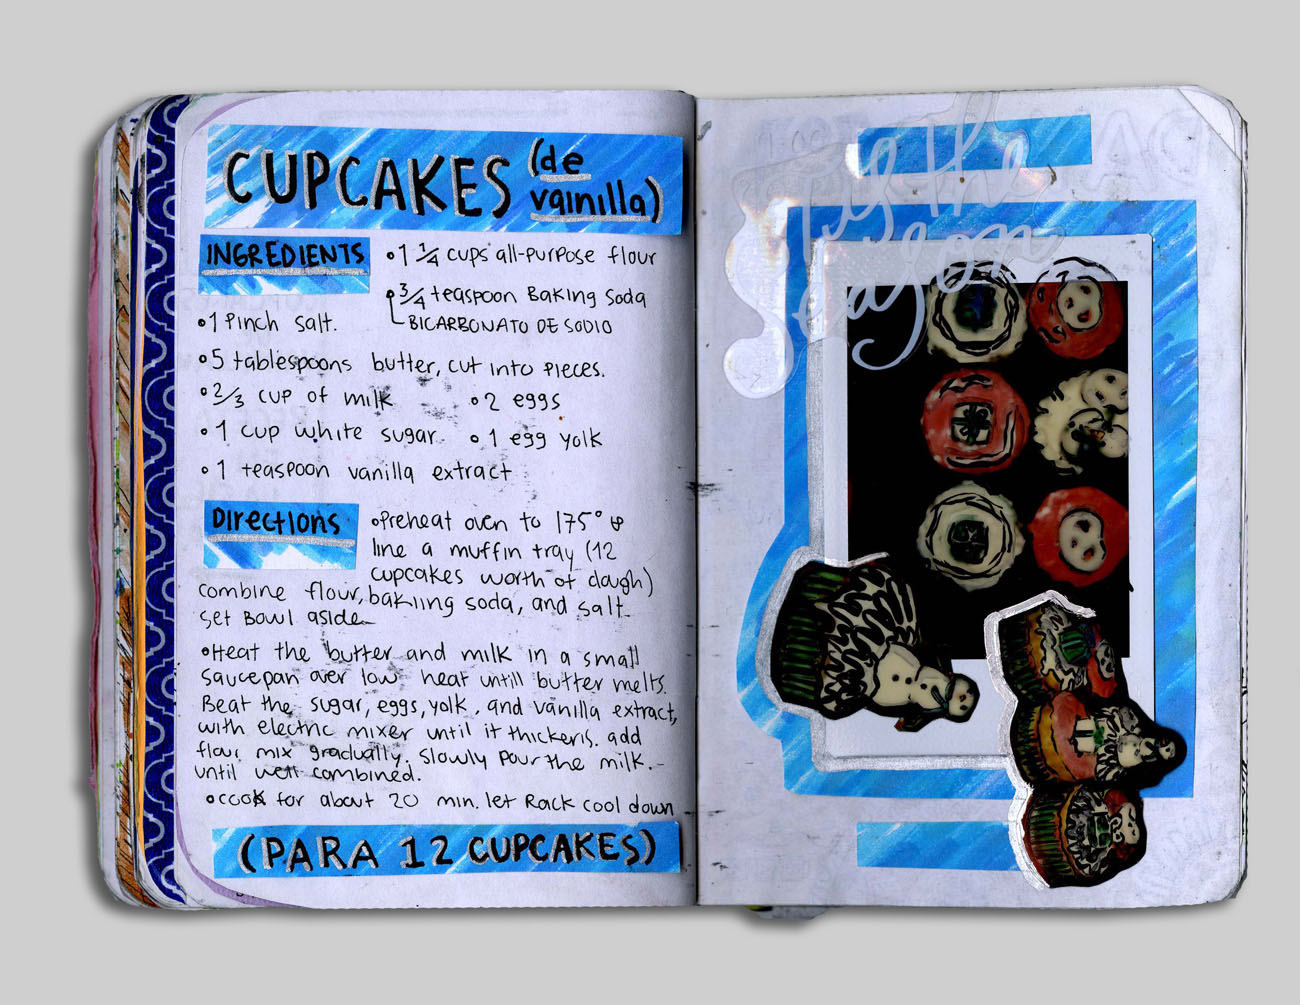 CUPCAKES (de vainilla)
INGREDIENTS
•1 1/4 cups all-purpose flour
•3/4 teaspoon Baking Soda
BICARBONATO DE SODIO
•1 Pinch salt.
•5 tablespoons butter, cut into pieces.
•2/3 cup of milk
•2 eggs
•1 cup white sugar
•1 egg yolk
•1 teaspoon vanilla extract
Directions
•Preheat oven to 175° &
line a muffin tray (12
cupcakes worth of daugh)
combine flour, baking soda, and salt.
set Bowl aside
•Heat the butter and milk in a small
saucepan over low heat until butter melts.
Beat the sugar, eggs, yolk, and vanilla extract,
with electric mixer until it thickens. add
flour mix gradually. slowly pour the milk.
until well combined.
•cook for about 20 min. let Rack cool down
(PARA 12 CUPCAKES)
Tis the
season